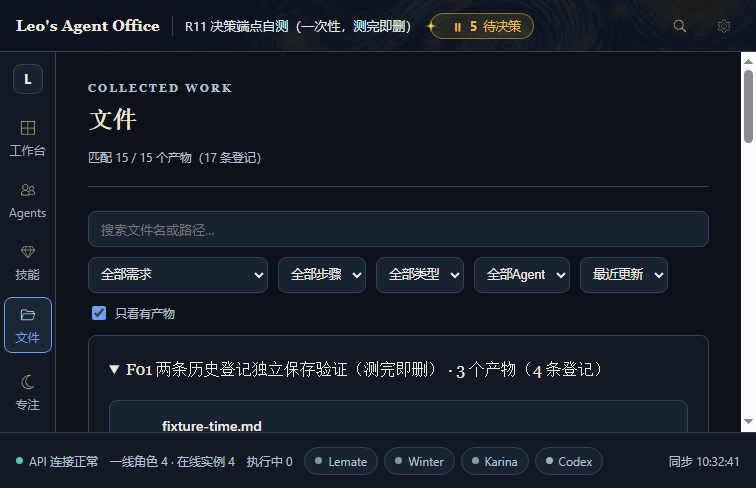 Leo's Agent Office
R11 决策端点自测（一次性，测完即删）
5 待决策
L
工作台
Agents
技能
文件
专注
COLLECTED WORK
文件
匹配 15 / 15 个产物（17 条登记）
搜索文件名或路径...
全部需求 全部步骤 全部类型 全部Agent 最近更新
只看有产物
F01 两条历史登记独立保存验证（测完即删） · 3 个产物（4 条登记）
fixture-time.md
API 连接正常 一线角色 4 · 在线实例 4 执行中 0 Lemate Winter Karina Codex 同步 10:32:41